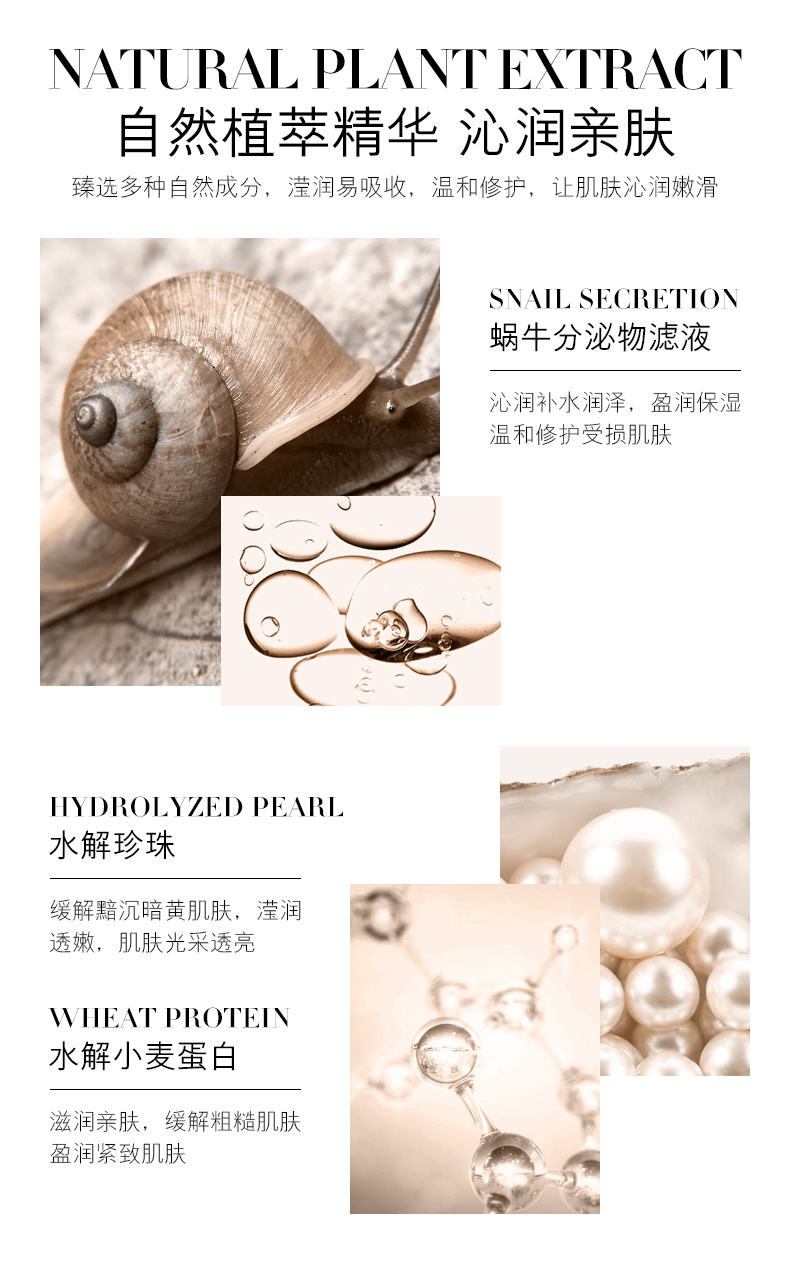 NATURAL PLANT EXTRACT
自然植萃精华 沁润亲肤
臻选多种自然成分，滢润易吸收，温和修护，让肌肤沁润嫩滑
SNAIL SECRETION
蜗牛分泌物滤液
沁润补水润泽，盈润保湿
温和修护受损肌肤
HYDROLYZED PEARL
水解珍珠
缓解黯沉暗黄肌肤，滢润
透嫩，肌肤光采透亮
WHEAT PROTEIN
水解小麦蛋白
滋润亲肤，缓解粗糙肌肤
盈润紧致肌肤